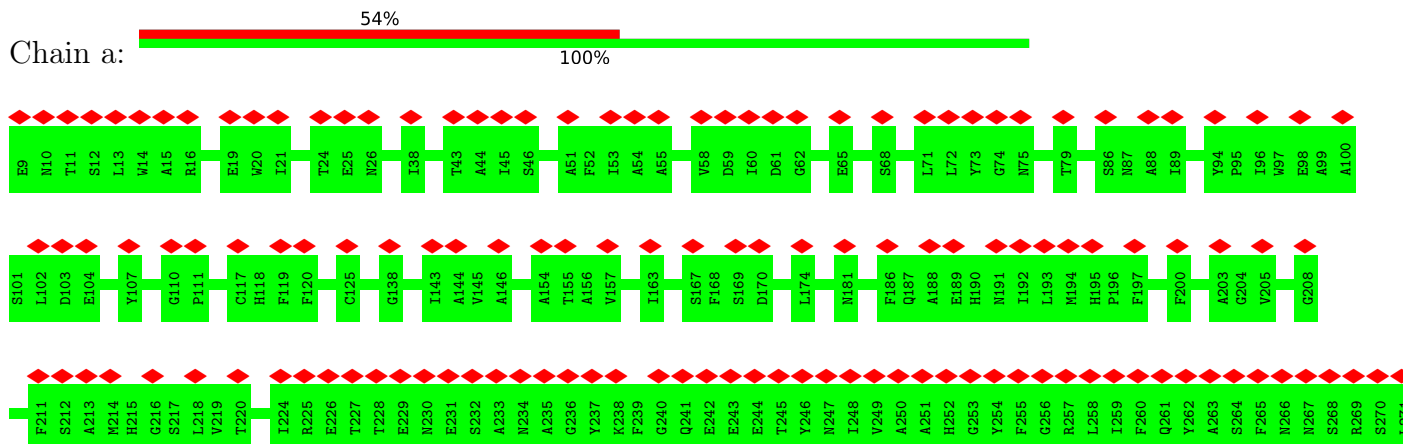 54%
Chain a:
100%
E9 N10 T11 S12 L13 W14 A15 R16 E19 W20 I21 T24 E25 N26 I38 T43 A44 I45 S46 A51 F52 I53 A54 A55 V58 D59 I60 D61 G62 E65 S68 L71 L72 Y73 G74 N75 T79 S86 N87 A88 I89 Y94 P95 I96 W97 E98 A99 A100
S101 L102 D103 E104 Y107 G110 P111 C117 H118 F119 F120 C125 G138 I143 A144 V145 A146 A154 T155 A156 V157 I163 S167 F168 S169 D170 L174 N181 F186 Q187 A188 E189 H190 N191 I192 L193 M194 H195 P196 F197 F200 A203 G204 V205 G208
F211 S212 A213 M214 H215 G216 S217 L218 V219 T220 I224 R225 E226 T227 T228 E229 N230 E231 S232 A233 N234 A235 G236 Y237 K238 F239 G240 Q241 E242 E243 E244 T245 Y246 N247 I248 V249 A250 A251 H252 G253 Y254 F255 G256 R257 L258 I259 F260 Q261 Y262 A263 S264 F265 N266 N267 S268 R269 S270